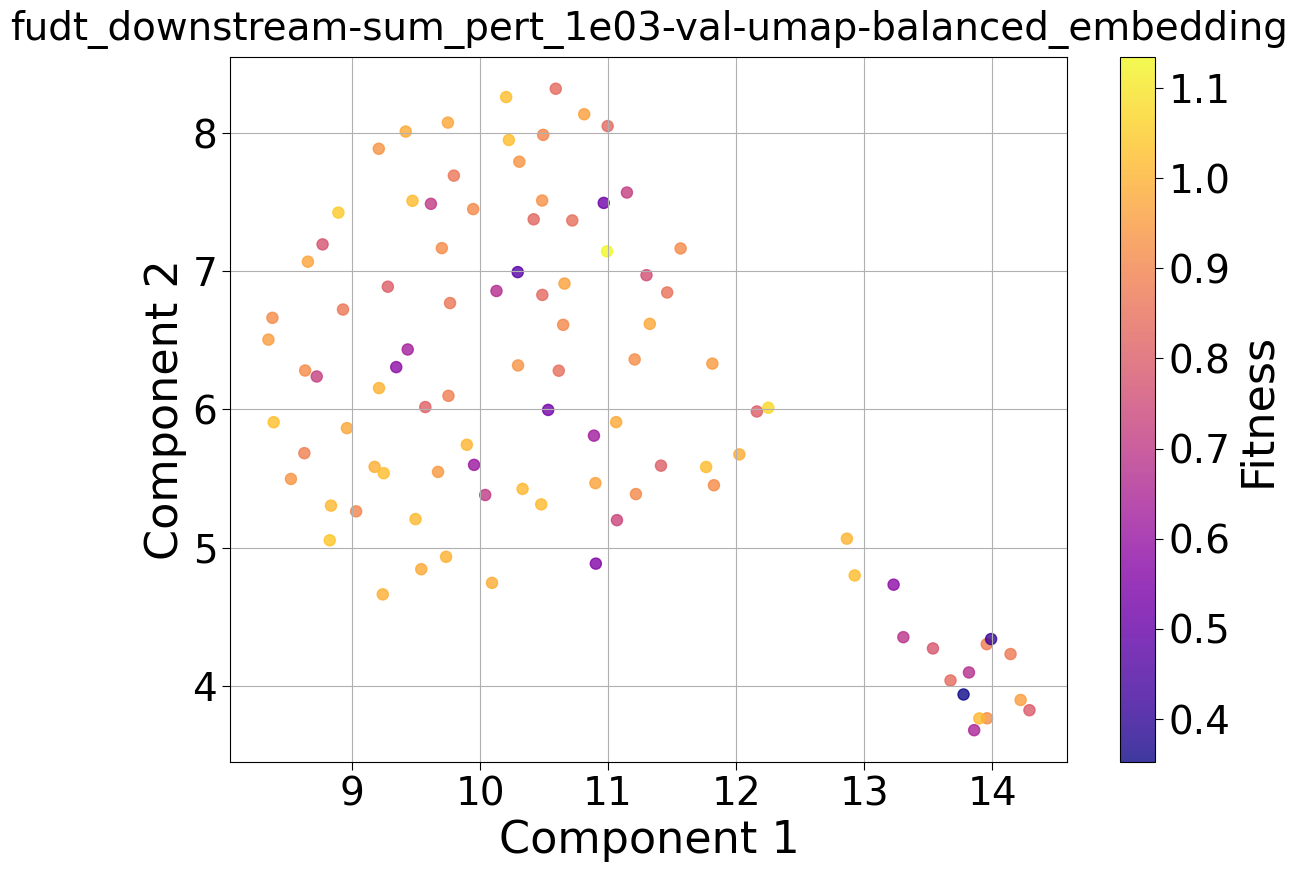 fudt_downstream-sum_pert_1e03-val-umap-balanced_embedding
Component 2
8
7
6
5
4
9 10 11 12 13 14
Component 1
1.1
1.0
0.9
0.8
0.7
0.6
0.5
0.4
Fitness